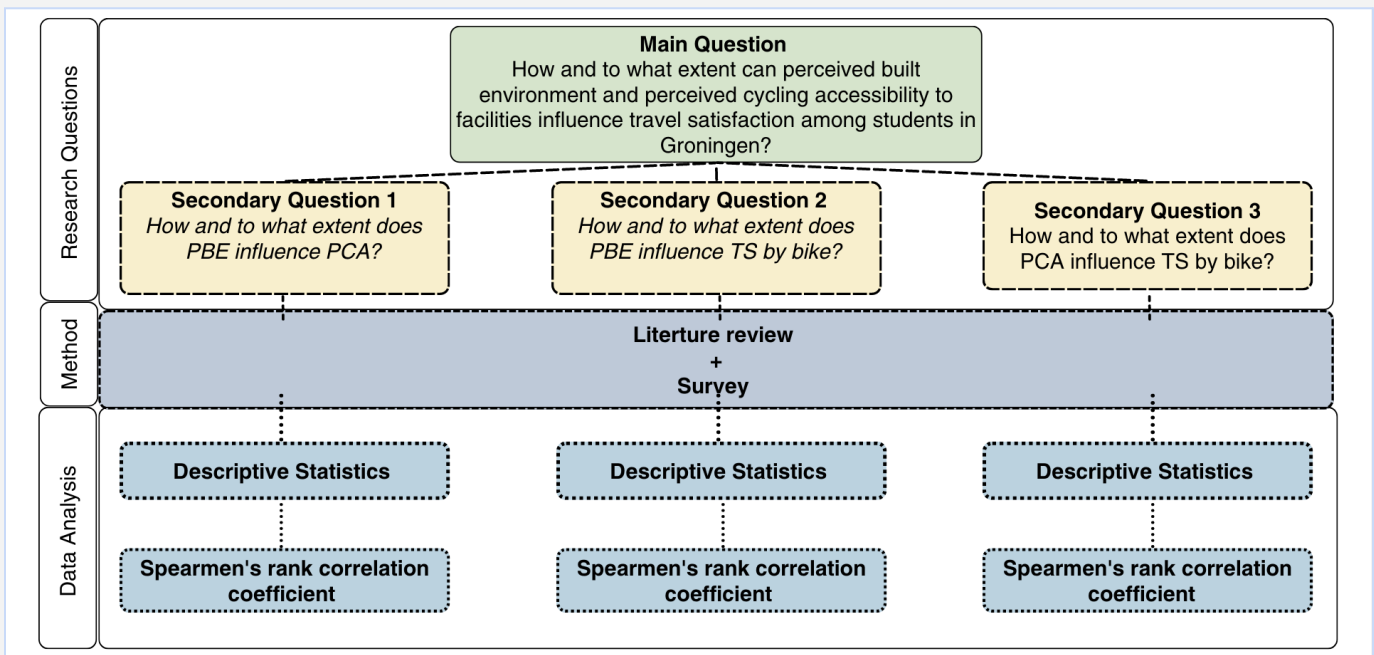 Research Questions
Main Question
How and to what extent can perceived built
environment and perceived cycling accessibility to
facilities influence travel satisfaction among students in
Groningen?
Secondary Question 1
How and to what extent does
PBE influence PCA?
Secondary Question 2
How and to what extent does
PBE influence TS by bike?
Secondary Question 3
How and to what extent does
PCA influence TS by bike?
Method
Literture review
+
Survey
Data Analysis
Descriptive Statistics
Descriptive Statistics
Descriptive Statistics
Spearmen's rank correlation
coefficient
Spearmen's rank correlation
coefficient
Spearmen's rank correlation
coefficient